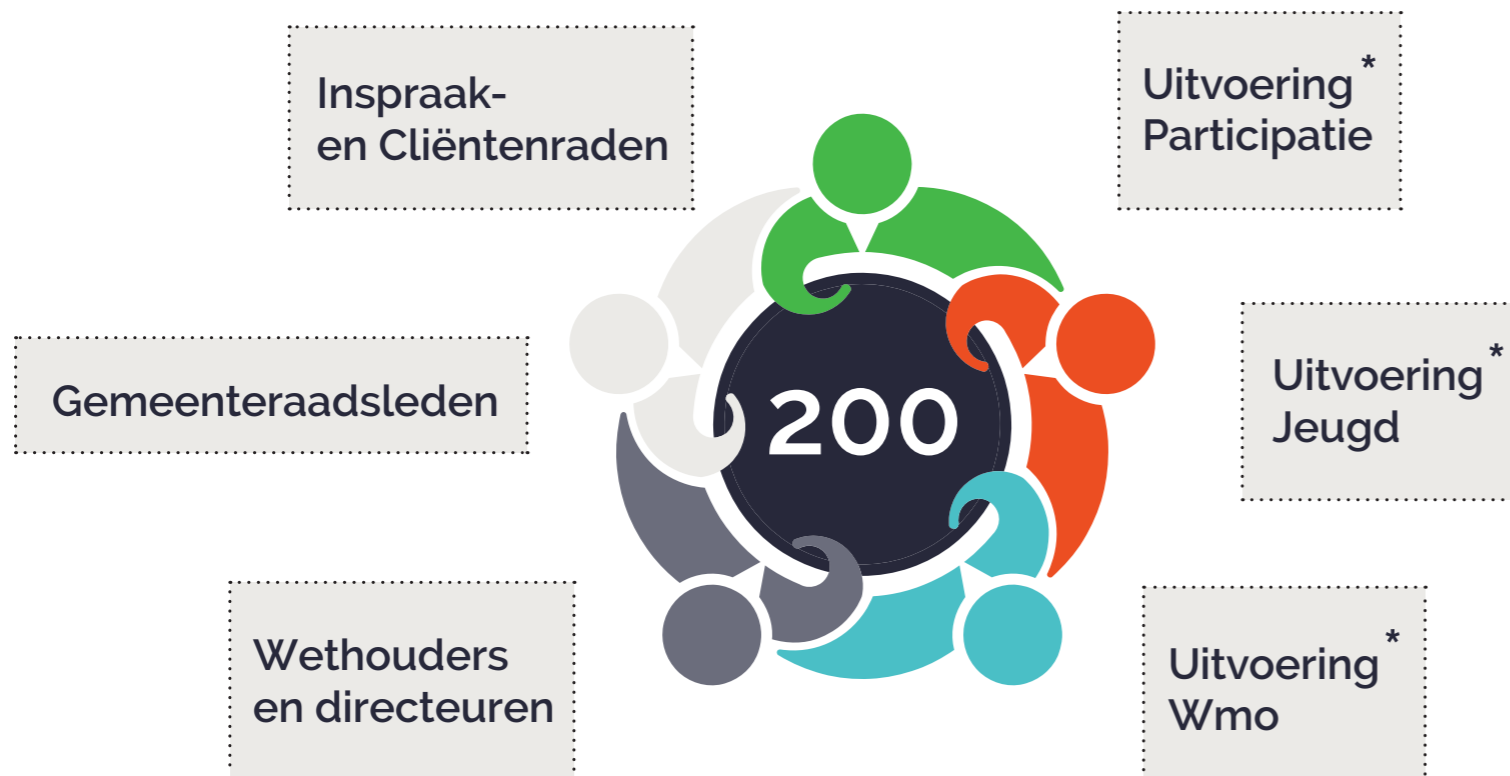 Inspraak-
en Cliëntenraden
Uitvoering*
Participatie
Gemeenteraadsleden
200
Uitvoering*
Jeugd
Wethouders
en directeuren
Uitvoering*
Wmo